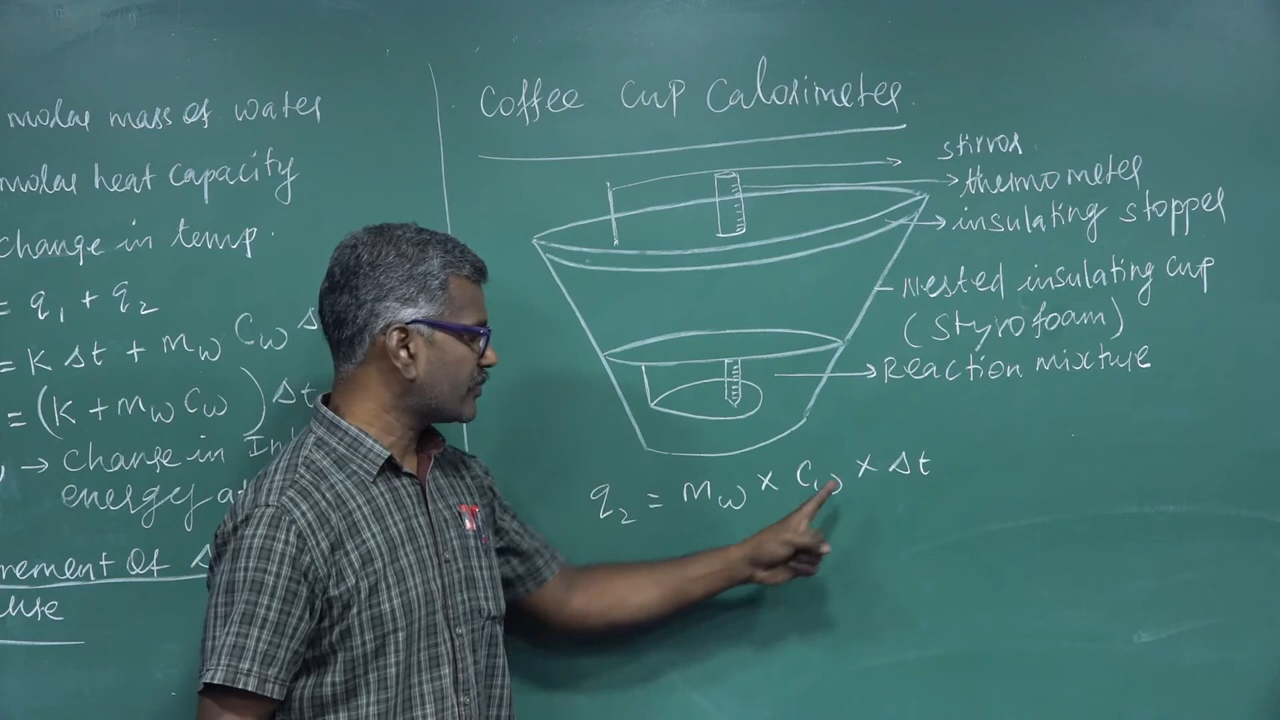 molar mass of water
molar heat capacity
change in temp.
= q₁ + q₂
= K Δt + m_w C_w Δ
= (K + m_w C_w) Δt
→ change in Int
energy at
rement of Δ
ure
Coffee cup Calorimeter.
stirror
thermometer
insulating stopper
Nested insulating cup
(styrofoam)
Reaction mixture
q₂ = m_w × C_w × Δt